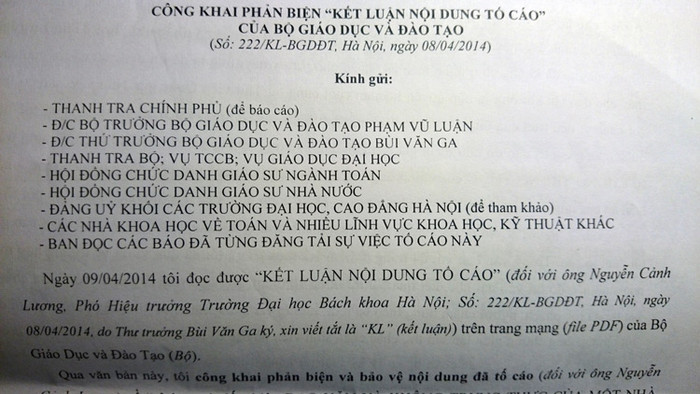 CÔNG KHAI PHẢN BIỆN “KẾT LUẬN NỘI DUNG TỐ CÁO”
CỦA BỘ GIÁO DỤC VÀ ĐÀO TẠO
(Số: 222/KL-BGDĐT, Hà Nội, ngày 08/04/2014)
Kính gửi:
- THANH TRA CHÍNH PHỦ (để báo cáo)
- Đ/C BỘ TRƯỞNG BỘ GIÁO DỤC VÀ ĐÀO TẠO PHẠM VŨ LUẬN
- Đ/C THỨ TRƯỞNG BỘ GIÁO DỤC VÀ ĐÀO TẠO BÙI VĂN GA
- THANH TRA BỘ; VỤ TCCB; VỤ GIÁO DỤC ĐẠI HỌC
- HỘI ĐỒNG CHỨC DANH GIÁO SƯ NGÀNH TOÁN
- HỘI ĐỒNG CHỨC DANH GIÁO SƯ NHÀ NƯỚC
- ĐẢNG UỶ KHỐI CÁC TRƯỜNG ĐẠI HỌC, CAO ĐẲNG HÀ NỘI (để tham khảo)
- CÁC NHÀ KHOA HỌC VỀ TOÁN VÀ NHIỀU LĨNH VỰC KHOA HỌC, KỸ THUẬT KHÁC
- BẠN ĐỌC CÁC BÁO ĐÃ TỪNG ĐĂNG TẢI SỰ VIỆC TỐ CÁO NÀY
Ngày 09/04/2014 tôi đọc được “KẾT LUẬN NỘI DUNG TỐ CÁO” (đối với ông Nguyễn Cảnh
Lương, Phó Hiệu trưởng Trường Đại học Bách khoa Hà Nội; Số: 222/KL-BGDĐT, Hà Nội, ngày
08/04/2014, do Thứ trưởng Bùi Văn Ga ký, xin viết tắt là “KL” (kết luận)) trên trang mạng (file PDF) của Bộ
Giáo Dục và Đào Tạo (Bộ).
Qua văn bản này, tôi công khai phản biện và bảo vệ nội dung đã tố cáo (đối với ông Nguyễn